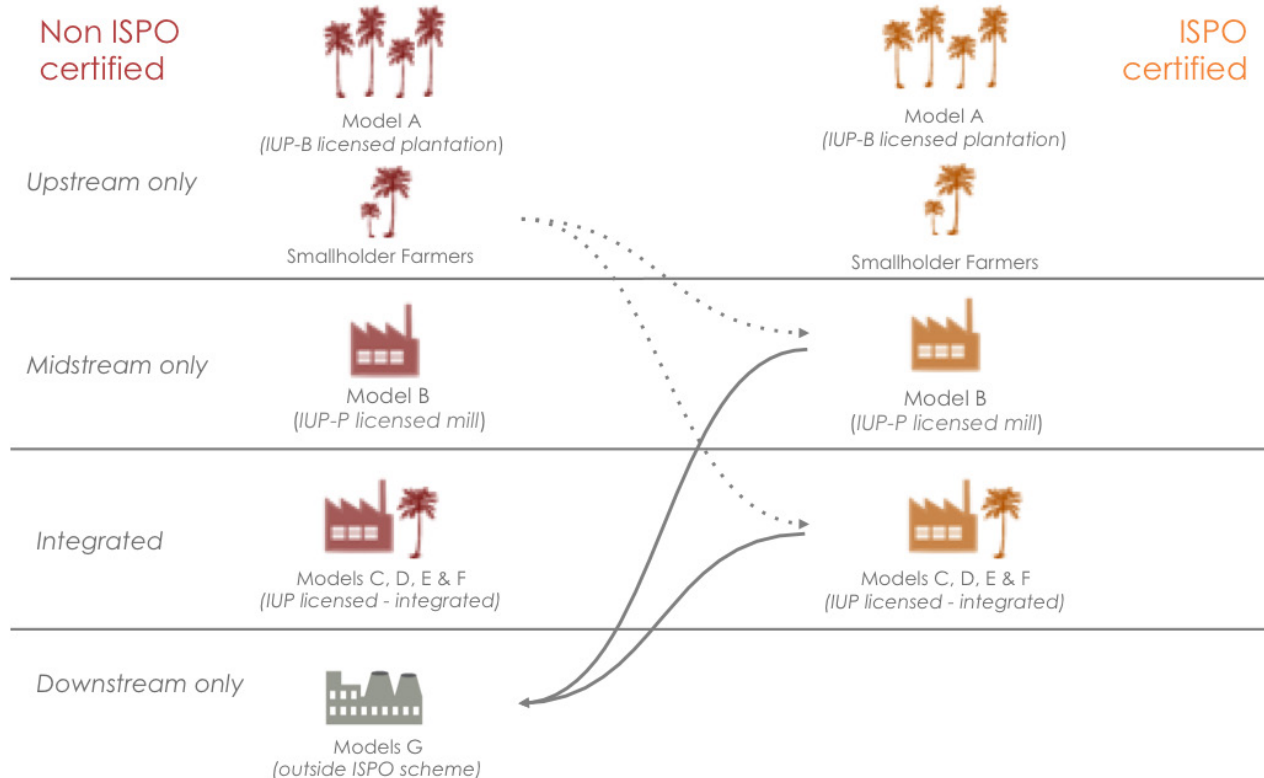 Non ISPO
certified
ISPO
certified
Model A
(IUP-B licensed plantation)
Model A
(IUP-B licensed plantation)
Upstream only
Smallholder Farmers
Smallholder Farmers
Midstream only
Model B
(IUP-P licensed mill)
Model B
(IUP-P licensed mill)
Integrated
Models C, D, E & F
(IUP licensed - integrated)
Models C, D, E & F
(IUP licensed - integrated)
Downstream only
Models G
(outside ISPO scheme)